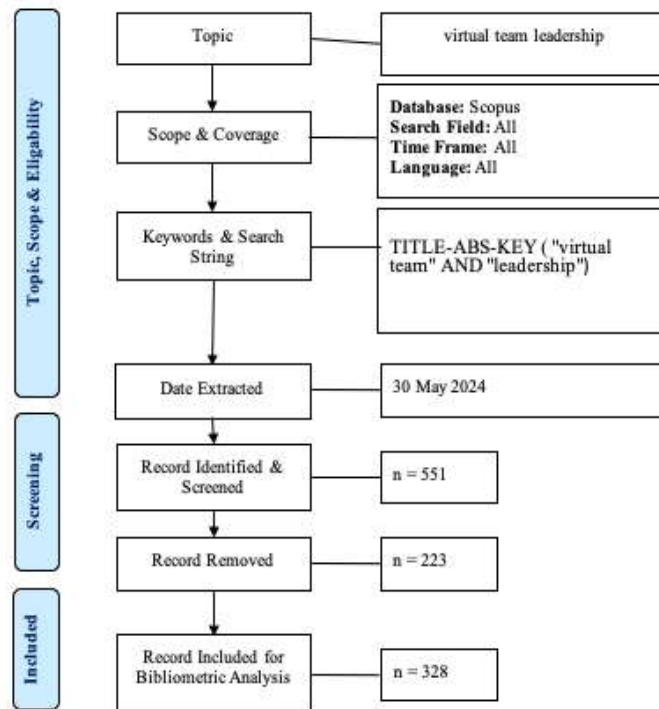 Topic, Scope & Eligability
Topic
virtual team leadership
Scope & Coverage
Database: Scopus
Search Field: All
Time Frame: All
Language: All
Keywords & Search
String
TITLE-ABS-KEY ( "virtual
team" AND "leadership")
Date Extracted
30 May 2024
Screening
Record Identified &
Screened
n = 551
Record Removed
n = 223
Included
Record Included for
Bibliometric Analysis
n = 328